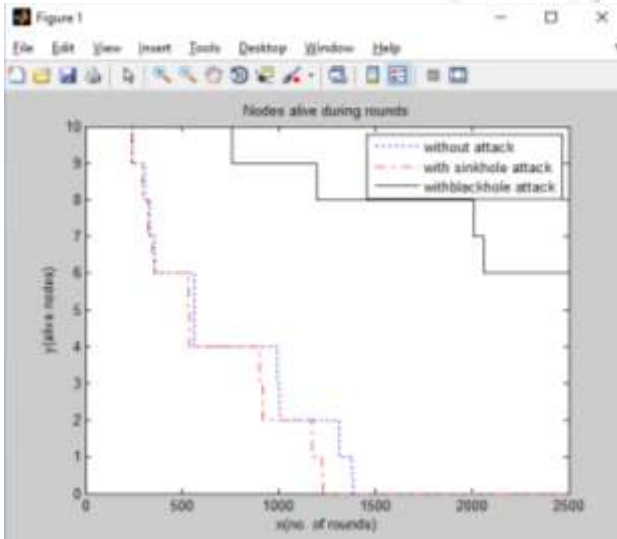 Figure 1
File Edit View Insert Tools Desktop Window Help
Nodes alive during rounds
10
9
8
7
6
5
4
3
2
1
0
y(alive nodes)
without attack
with sinkhole attack
withblackhole attack
0 500 1000 1500 2000 2500
x(no. of rounds)